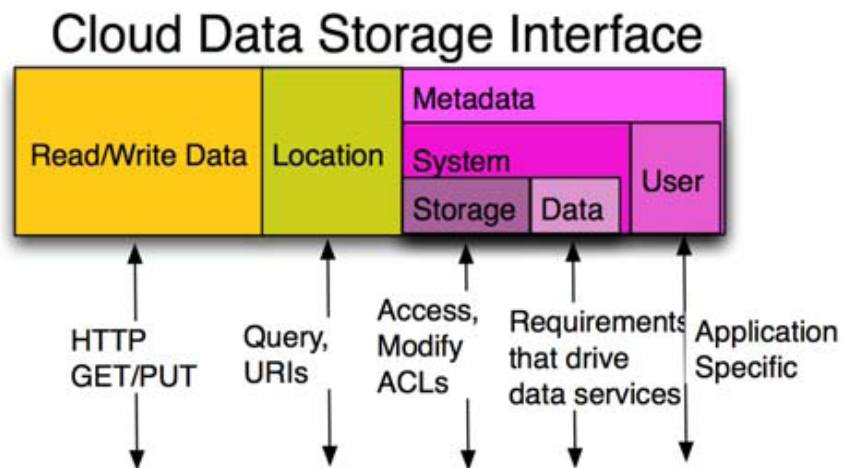 Cloud Data Storage Interface
Read/Write Data
Location
Metadata
System
User
Storage
Data
HTTP
GET/PUT
Query,
URIs
Access,
Modify
ACLs
Requirements
that drive
data services
Application
Specific